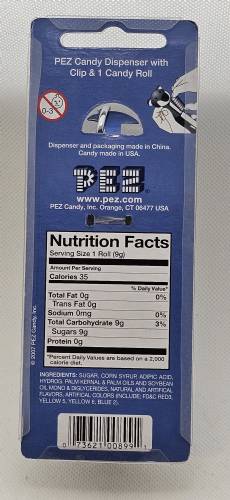 PEZ Candy Dispenser with
Clip & 1 Candy Roll
0-3
Dispenser and packaging made in China.
Candy made in USA.
PEZ®
www.pez.com
PEZ Candy, Inc. Orange, CT 06477 USA
Nutrition Facts
Serving Size 1 Roll (9g)
Amount Per Serving
Calories 35
% Daily Value*
Total Fat 0g 0%
Trans Fat 0g
Sodium 0mg 0%
Total Carbohydrate 9g 3%
Sugars 9g
Protein 0g
*Percent Daily Values are based on a 2,000
calorie diet.
© 2007 PEZ Candy, Inc.
INGREDIENTS: SUGAR, CORN SYRUP, ADIPIC ACID,
HYDROG. PALM KERNAL & PALM OILS AND SOYBEAN
OIL MONO & DIGLYCERIDES, NATURAL AND ARTIFICIAL
FLAVORS, ARTIFICIAL COLORS (INCLUDE; FD&C RED3,
YELLOW 5, YELLOW 6, BLUE 2).
0 73621 00899 1